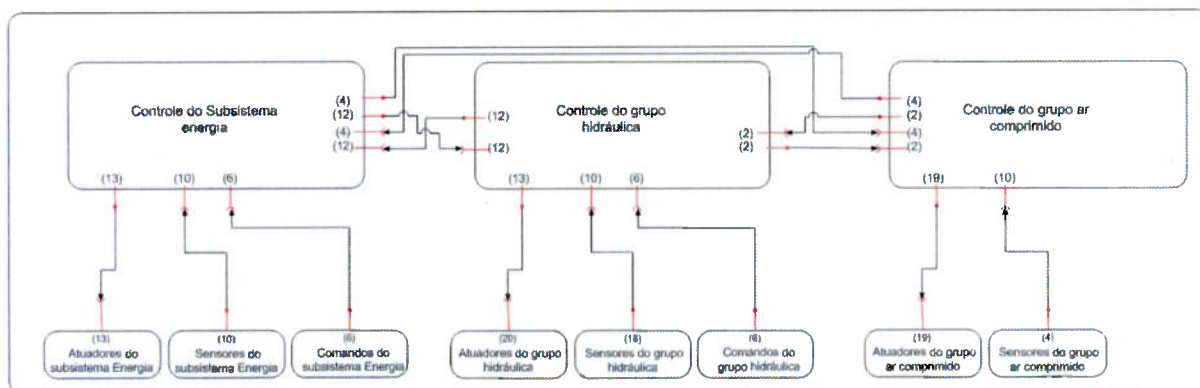 Controle do Subsistema
energia
(4)
(12)
(4)
(12)
(13)
(10)
(6)
Controle do grupo
hidráulica
(12)
(12)
(2)
(2)
(13)
(10)
(6)
Controle do grupo ar
comprimido
(4)
(2)
(4)
(2)
(19)
(10)
(13)
Atuadores do
subsistema Energia
(10)
Sensores do
subsistema Energia
(6)
Comandos do
subsistema Energia
(20)
Atuadores do grupo
hidráulica
(18)
Sensores do grupo
hidráulica
(6)
Comandos do
grupo hidráulica
(19)
Atuadores do grupo
ar comprimido
(4)
Sensores do grupo
ar comprimido